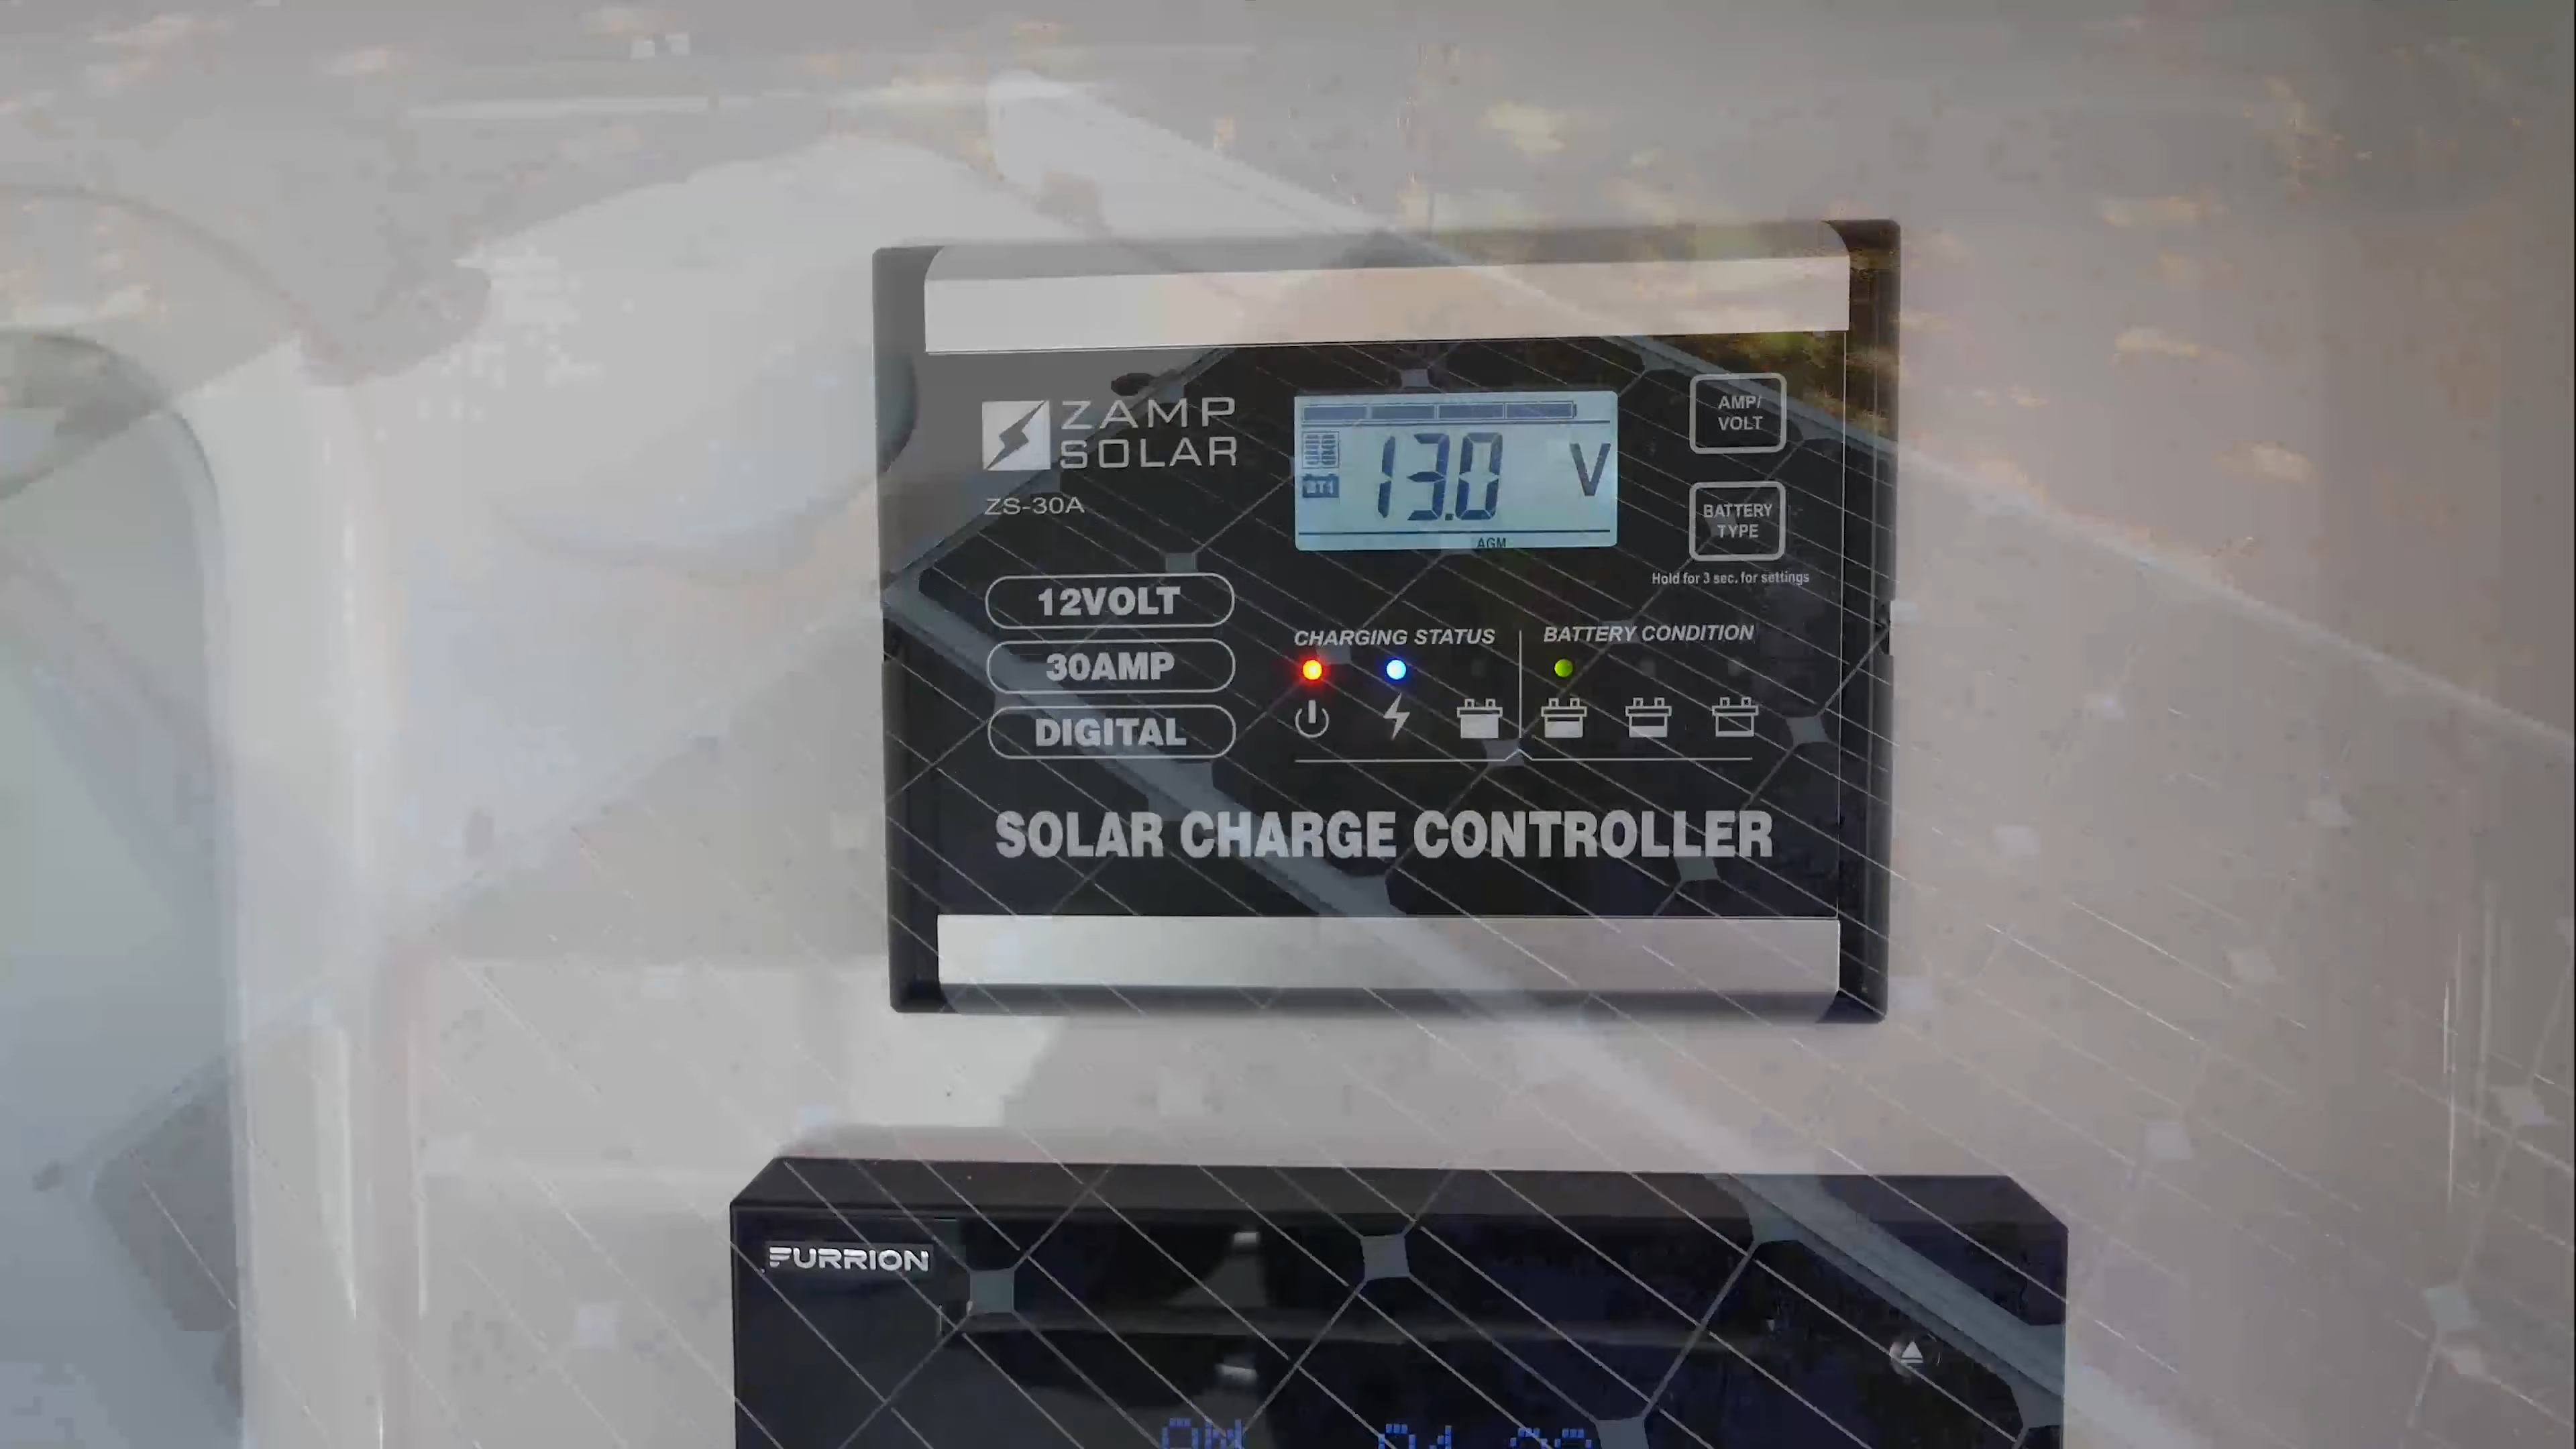 ZAMP
SOLAR
ZS-30A
12VOLT
30AMP
DIGITAL
BT1
13.0 V
AGM
AMP/
VOLT
BATTERY
TYPE
Hold for 3 sec. for settings
CHARGING STATUS
BATTERY CONDITION
SOLAR CHARGE CONTROLLER
FURRION